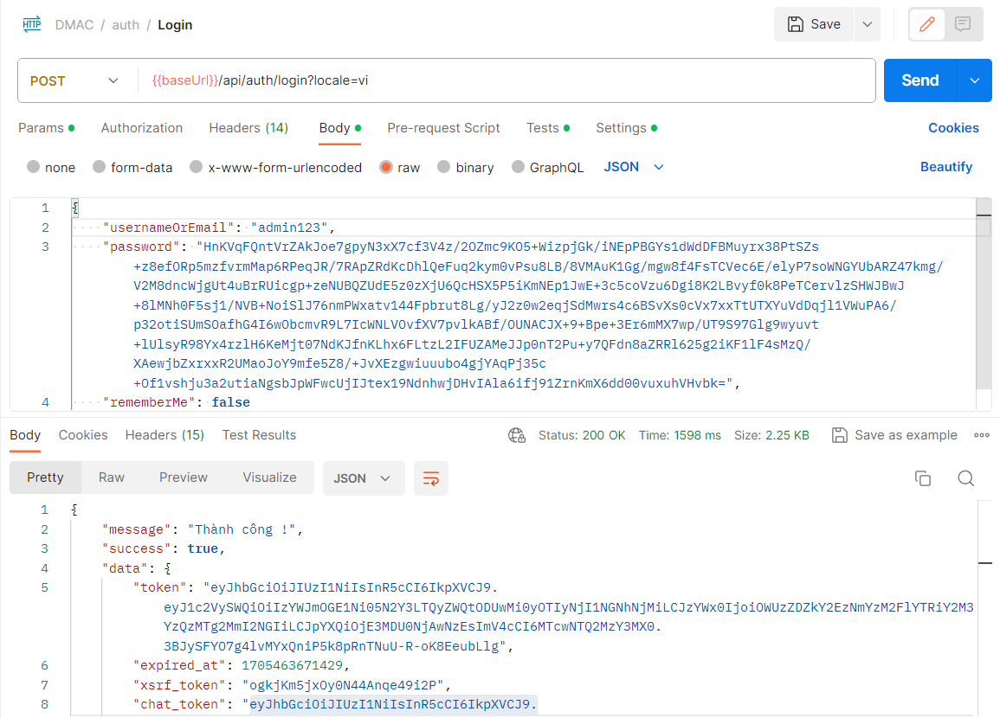 HTTP DMAC / auth / Login Save
POST {{baseUrl}}/api/auth/login?locale=vi Send
Params Authorization Headers (14) Body Pre-request Script Tests Settings Cookies
none form-data x-www-form-urlencoded raw binary GraphQL JSON Beautify
1 {
2 "usernameOrEmail": "admin123",
3 "password": "HnKVqFQntVrZAkJoe7gpyN3xX7cf3V4z/2OZmc9KO5+WizpjGk/iNEpPBGYs1dWdDFBMuyrx38PtSZs
+z8efORp5mzfvrmMap6RPeqJR/7RApZRdKcDhlQeFuq2kym0vPsu8LB/8VMAuK1Gg/mgw8f4FsTCVec6E/elyP7soWNGYUbARZ47kmg/
V2M8dncWjgUt4uBrRUicgp+zeNUBQZUdE5z0zXjU6QcHSX5P5iKmNEp1JwE+3c5coVzu6Dgi8K2LBvyf0k8PeTCervlzSHWJBwJ
+8lMNh0F5sj1/NVB+NoiSlJ76nmPWxatv144Fpbrut8Lg/yJ2z0w2eqjSdMwrs4c6BSvXs0cVx7xxTtUTXYuVdDqjl1VWuPA6/
p32otiSUmSOafhG4I6wObcmvR9L7IcWNLVOvfXV7pvlkABf/OUNACJX+9+Bpe+3Er6mMX7wp/UT9S97Glg9wyuvt
+lUlsyR98Yx4rzlH6KeMjt07NdKJfnKLhx6FLtzL2IFUZAMeJJp0nT2Pu+y7QFdn8aZRRl625g2iKF1lF4sMzQ/
XAewjbZxrxxR2UMaoJoY9mfe5Z8/+JvXEzgwiuuubo4gjYAqPj35c
+Of1vshju3a2utiaNgsbJpWFwcUjIJtex19NdnhwjDHvIAla6ifj91ZrnKmX6dd00vuxuhVHvbk=",
4 "rememberMe": false
Body Cookies Headers (15) Test Results Status: 200 OK Time: 1598 ms Size: 2.25 KB Save as example
Pretty Raw Preview Visualize JSON
1 {
2 "message": "Thành công !",
3 "success": true,
4 "data": {
5 "token": "eyJhbGciOiJIUzI1NiIsInR5cCI6IkpXVCJ9.
eyJ1c2VySWQiOiIzYWJmOGE1Ni05N2Y3LTQyZWQtODUwMi0yOTIyNjI1NGNhNjMiLCJzYWx0IjoiOWUzZDZkY2EzNmYzM2FlYTRiY2M3
YzQzMTg2MmI2NGIiLCJpYXQiOjE3MDU0NjAwNzEsImV4cCI6MTcwNTQ2MzY3MX0.
3BJySFYO7g4lvMYxQniP5k8pRnTNuU-R-oK8EeubLlg",
6 "expired_at": 1705463671429,
7 "xsrf_token": "ogkjKm5jxOy0N44Anqe49i2P",
8 "chat_token": "eyJhbGciOiJIUzI1NiIsInR5cCI6IkpXVCJ9.